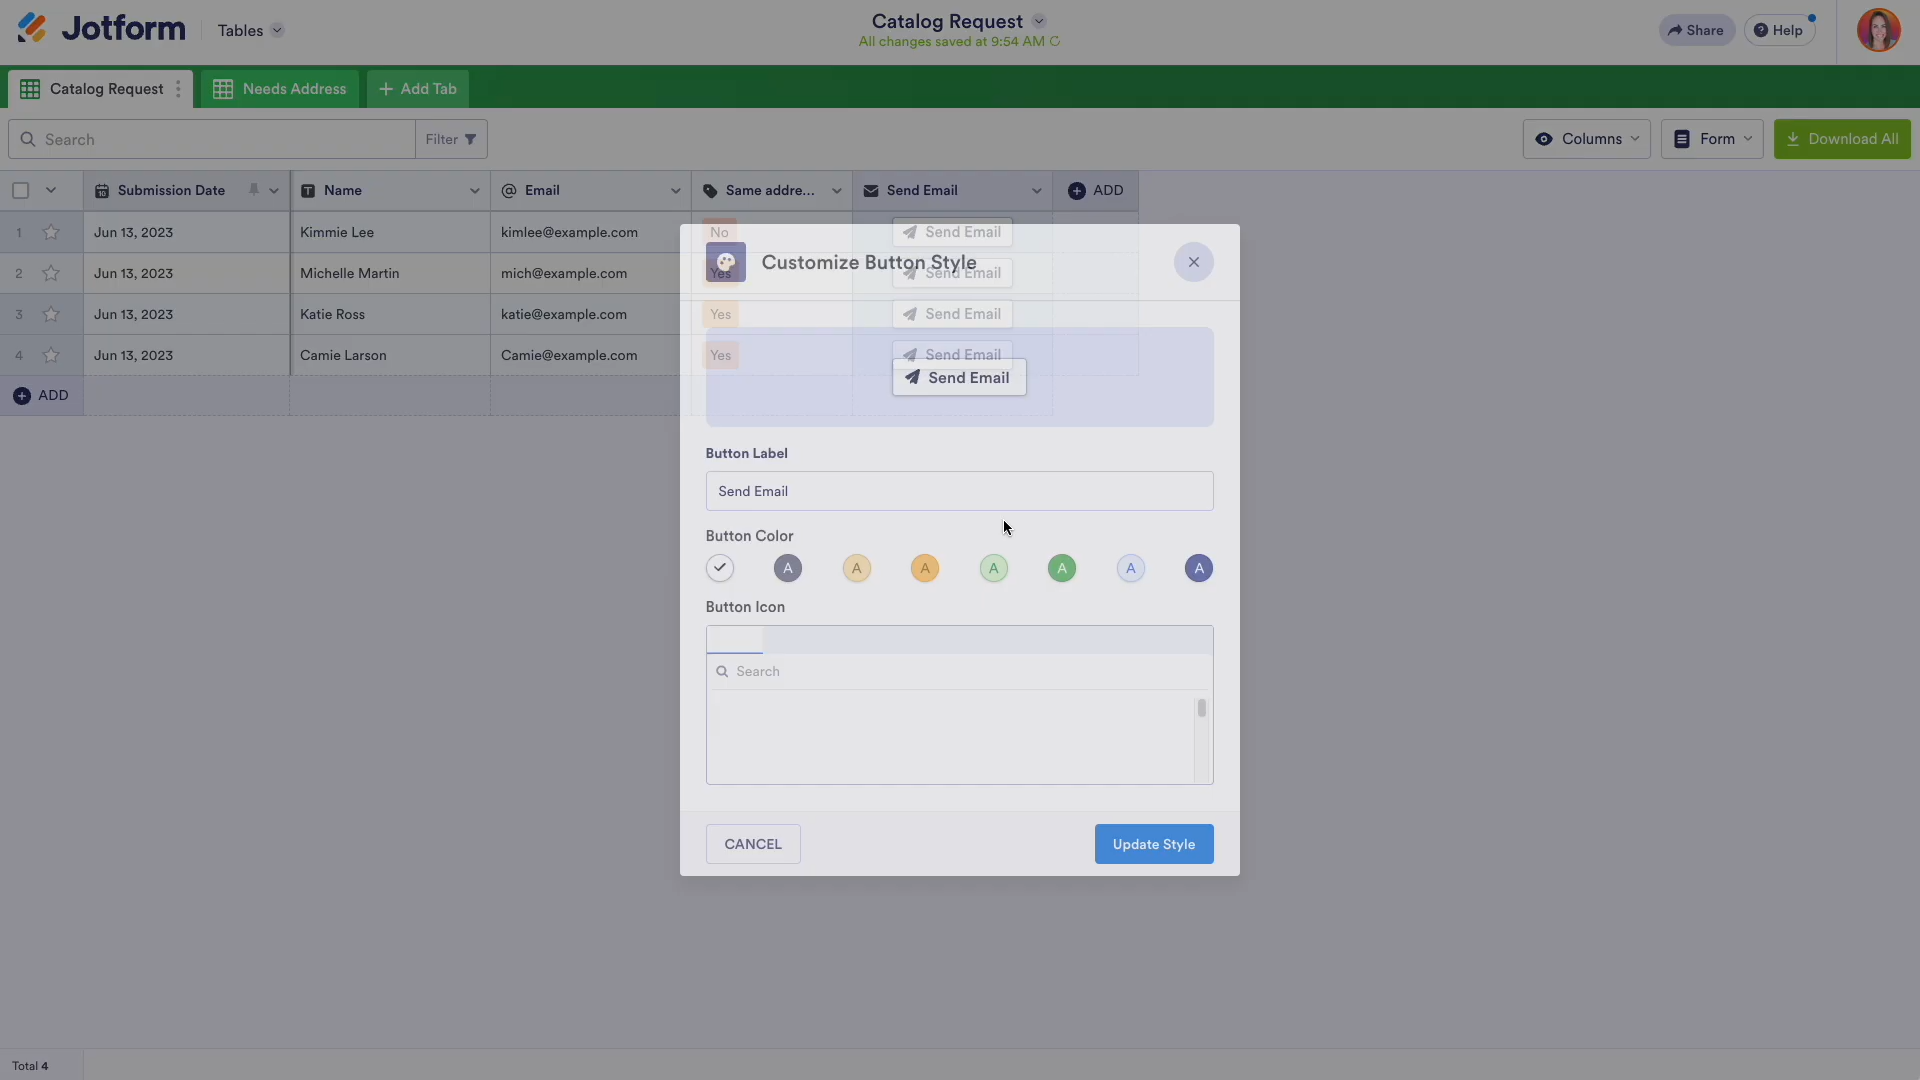 Jotform
Tables
Catalog Request
All changes saved at 9:54 AM
Share
Help
Catalog Request
Needs Address
Add Tab
Search
Filter
Columns
Form
Download All
Submission Date
Name
Email
Same addre...
Send Email
ADD
1 Jun 13, 2023 Kimmie Lee kimlee@example.com No Send Email
2 Jun 13, 2023 Michelle Martin mich@example.com Yes Send Email
3 Jun 13, 2023 Katie Ross katie@example.com Yes Send Email
4 Jun 13, 2023 Camie Larson Camie@example.com Yes Send Email
ADD
Customize Button Style
Send Email
Button Label
Send Email
Button Color
A A A A A A A
Button Icon
Search
CANCEL
Update Style
Total 4